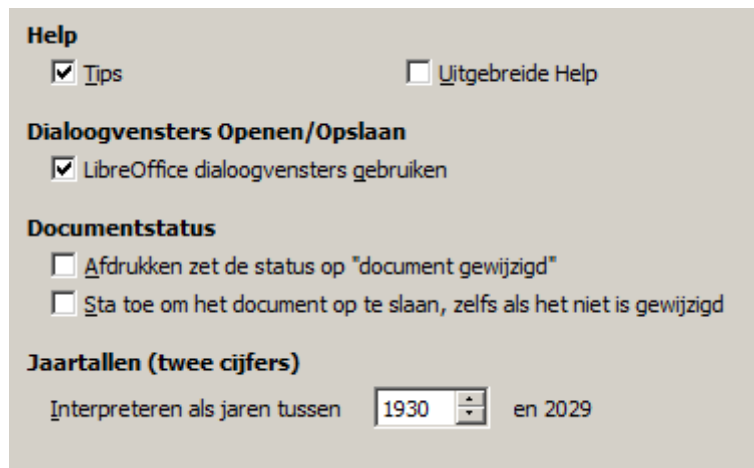 Help
Tips Uitgebreide Help
Dialoogvensters Openen/Opslaan
LibreOffice dialoogvensters gebruiken
Documentstatus
Afdrukken zet de status op "document gewijzigd"
Sta toe om het document op te slaan, zelfs als het niet is gewijzigd
Jaartallen (twee cijfers)
Interpreteren als jaren tussen 1930 en 2029